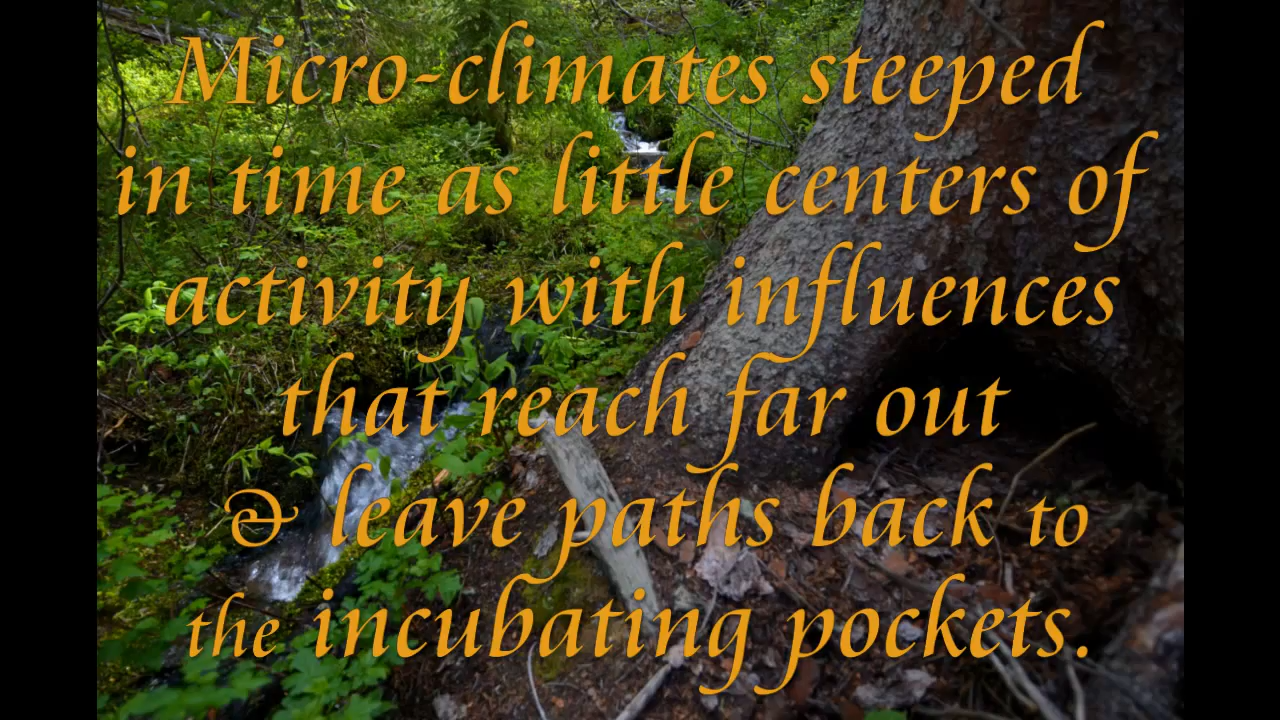 Micro-climates steeped
in time as little centers of
activity with influences
that reach far out
& leave paths back to
the incubating pockets.